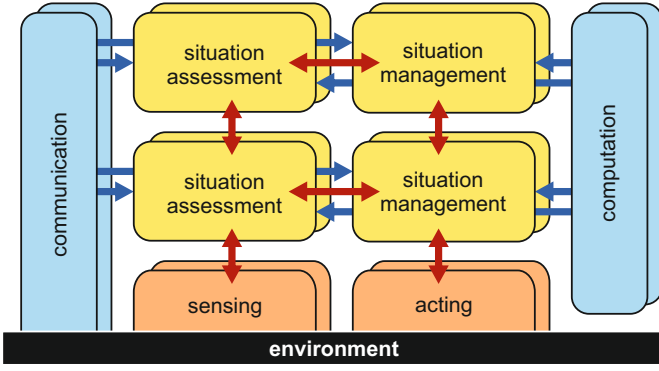 communication
situation
assessment
situation
management
computation
situation
assessment
situation
management
sensing
acting
environment